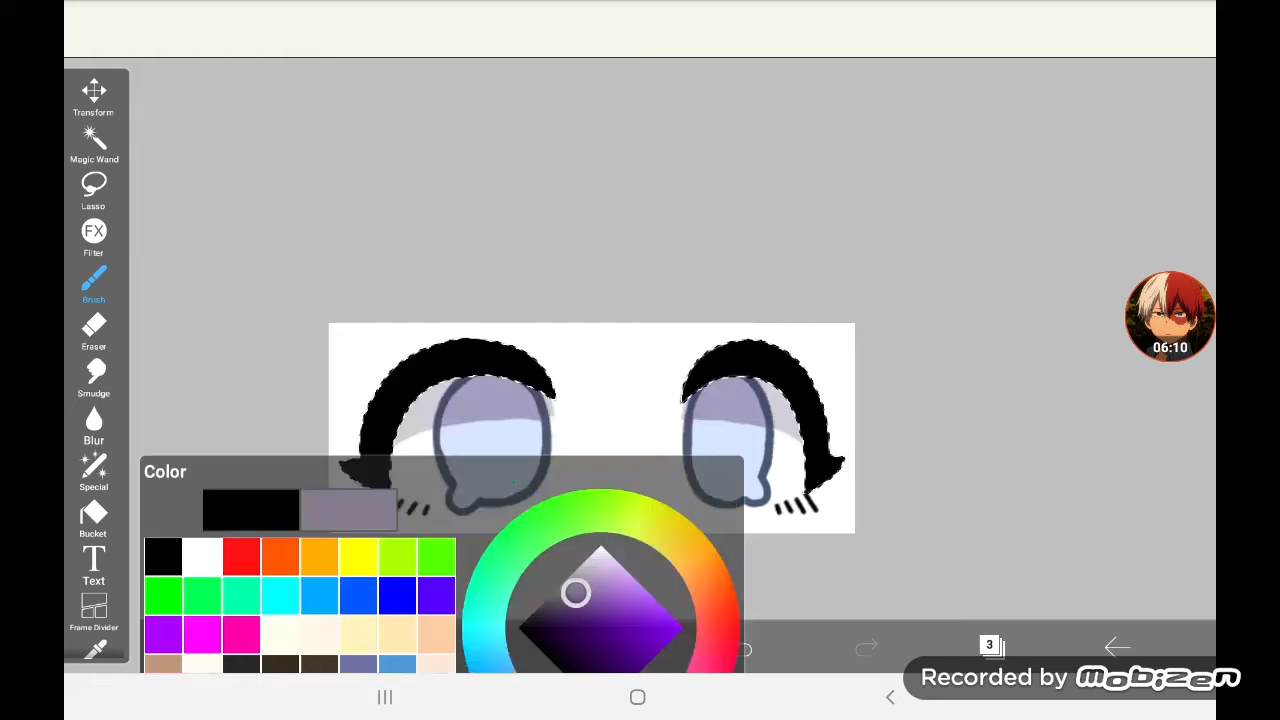 Transform
Magic Wand
Lasso
FX
Filter
Brush
Eraser
Smudge
Blur
Special
Bucket
T
Text
Frame Divider
Color
06:10
3
Recorded by mobizen